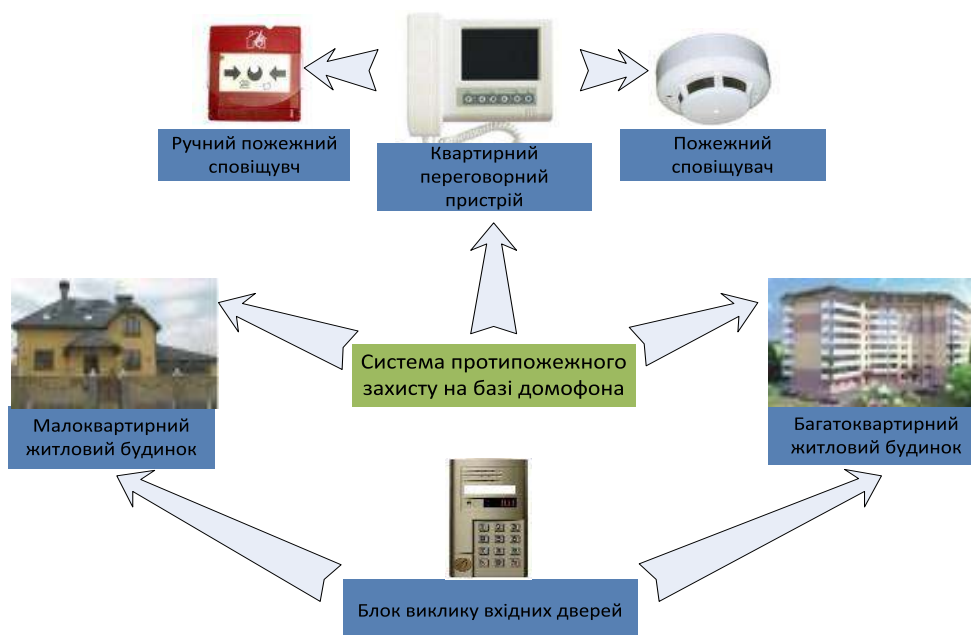 Ручний пожежний
сповіщувч
Квартирний
переговорний
пристрій
Пожежний
сповіщувач
Система протипожежного
захисту на базі домофона
Малоквартирний
житловий будинок
Багатоквартирний
житловий будинок
Блок виклику вхідних дверей